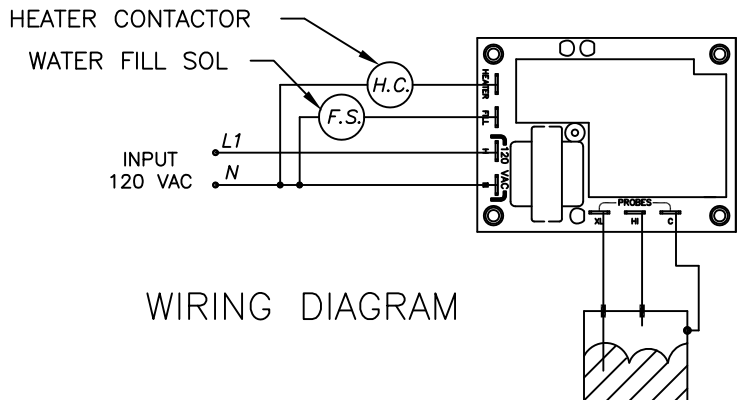 HEATER CONTACTOR
WATER FILL SOL
H.C.
F.S.
HEATER
FILL
L1
INPUT
120 VAC
N
H
120 VAC
N
PROBES
XL
HI
C
WIRING DIAGRAM